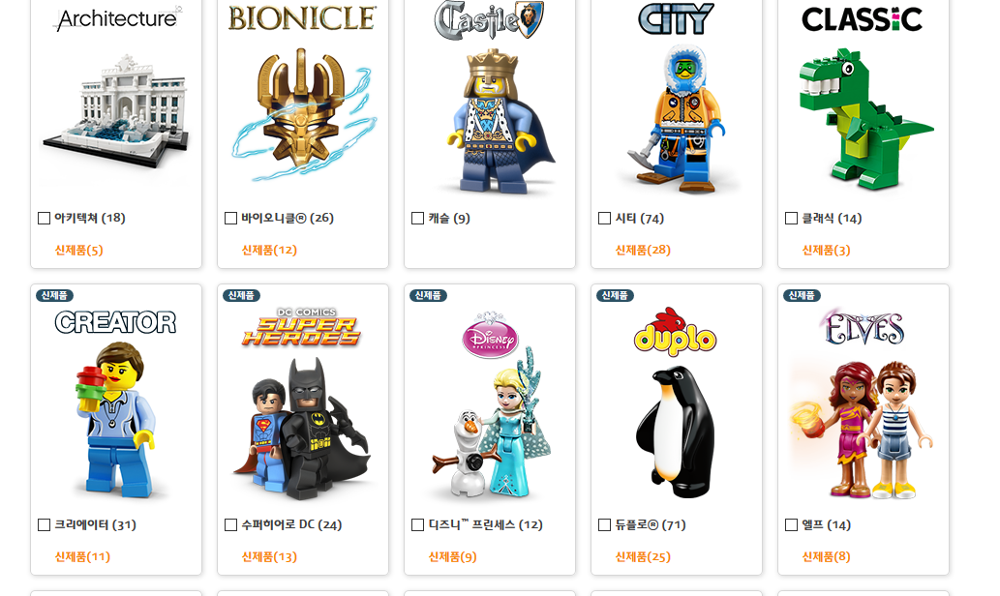 Architecture
BIONICLE
Castle
CITY
CLASSIC
아키텍쳐 (18)
신제품(5)
바이오니클® (26)
신제품(12)
캐슬 (9)
시티 (74)
신제품(28)
클래식 (14)
신제품(3)
신제품
CREATOR
크리에이터 (31)
신제품(11)
신제품
DC COMICS
SUPER
HEROES
수퍼히어로 DC (24)
신제품(13)
신제품
Disney
PRINCESS
디즈니™ 프린세스 (12)
신제품(9)
신제품
duplo
듀플로® (71)
신제품(25)
신제품
ELVES
엘프 (14)
신제품(8)